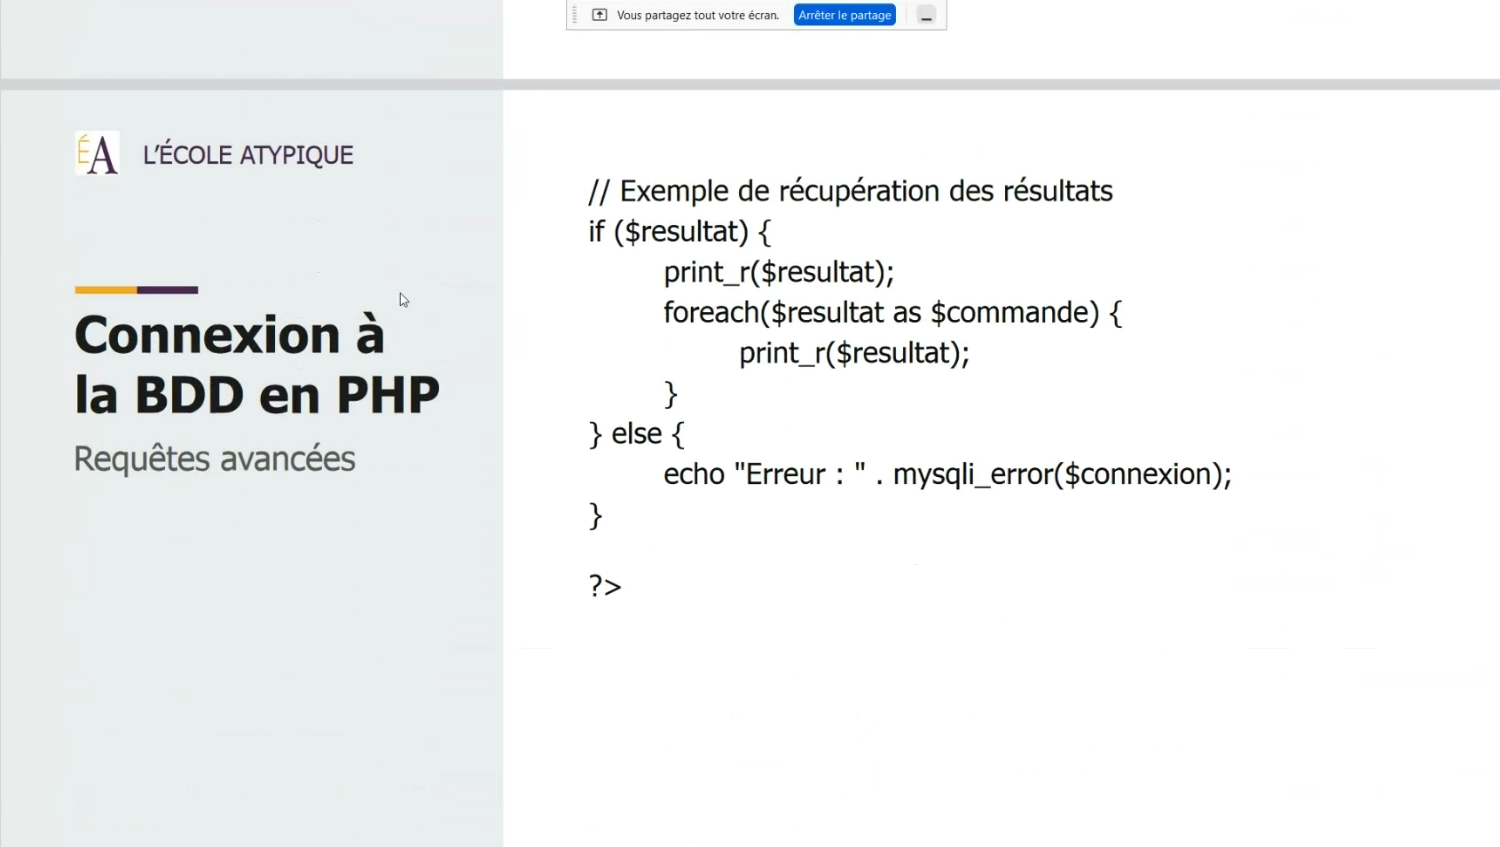 Vous partagez tout votre écran. Arrêter le partage
ÉA L'ÉCOLE ATYPIQUE
Connexion à
la BDD en PHP
Requêtes avancées
// Exemple de récupération des résultats
if ($resultat) {
print_r($resultat);
foreach($resultat as $commande) {
print_r($resultat);
}
} else {
echo "Erreur : " . mysqli_error($connexion);
}
?>